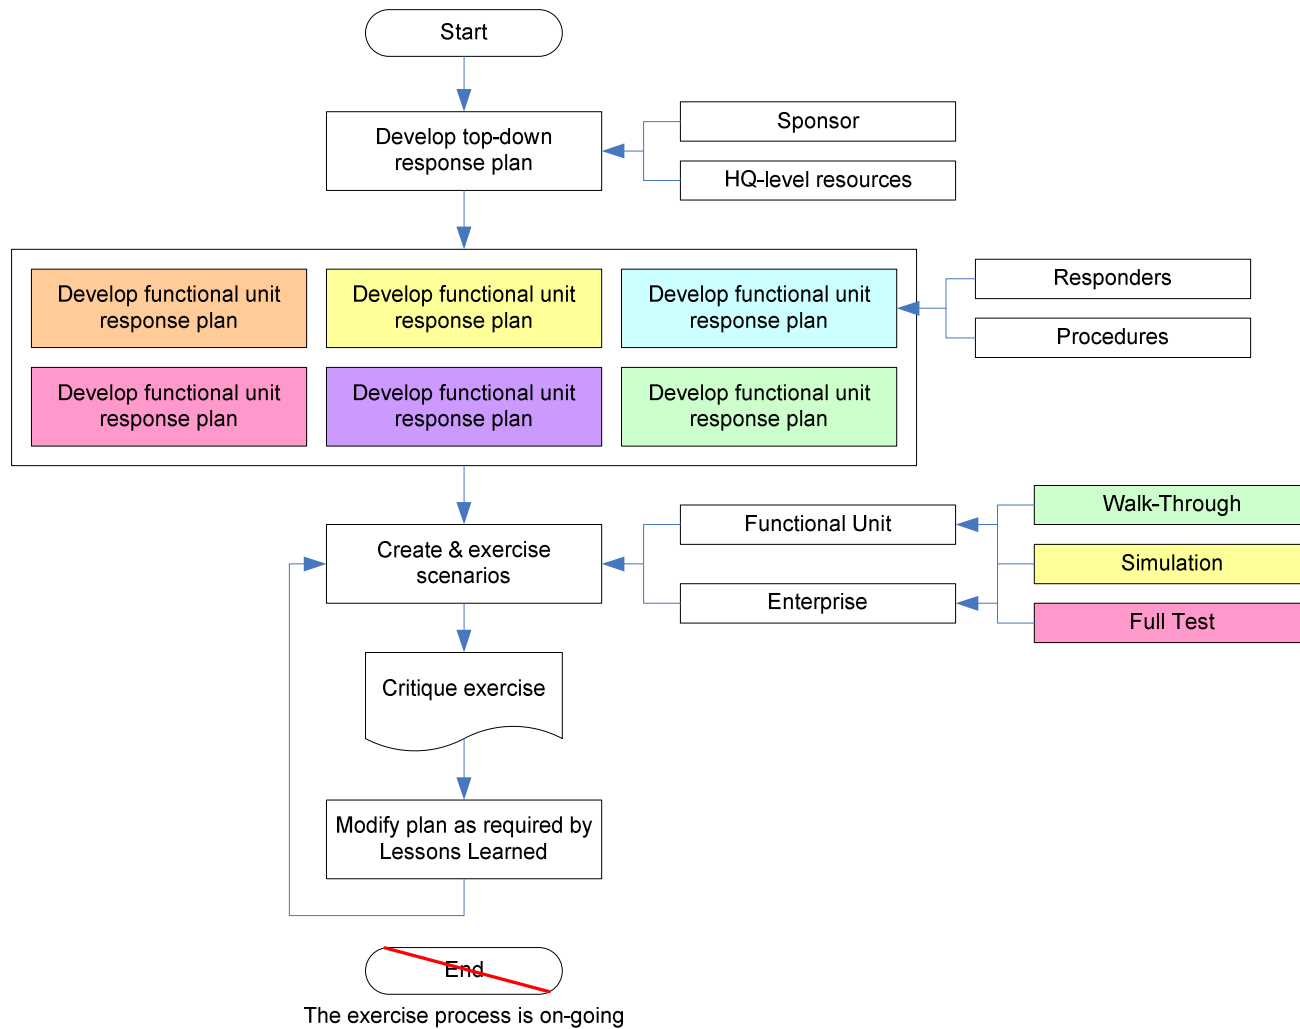 Start
Develop top-down
response plan
Sponsor
HQ-level resources
Develop functional unit
response plan
Develop functional unit
response plan
Develop functional unit
response plan
Responders
Procedures
Develop functional unit
response plan
Develop functional unit
response plan
Develop functional unit
response plan
Create & exercise
scenarios
Functional Unit
Enterprise
Walk-Through
Simulation
Full Test
Critique exercise
Modify plan as required by
Lessons Learned
End
The exercise process is on-going